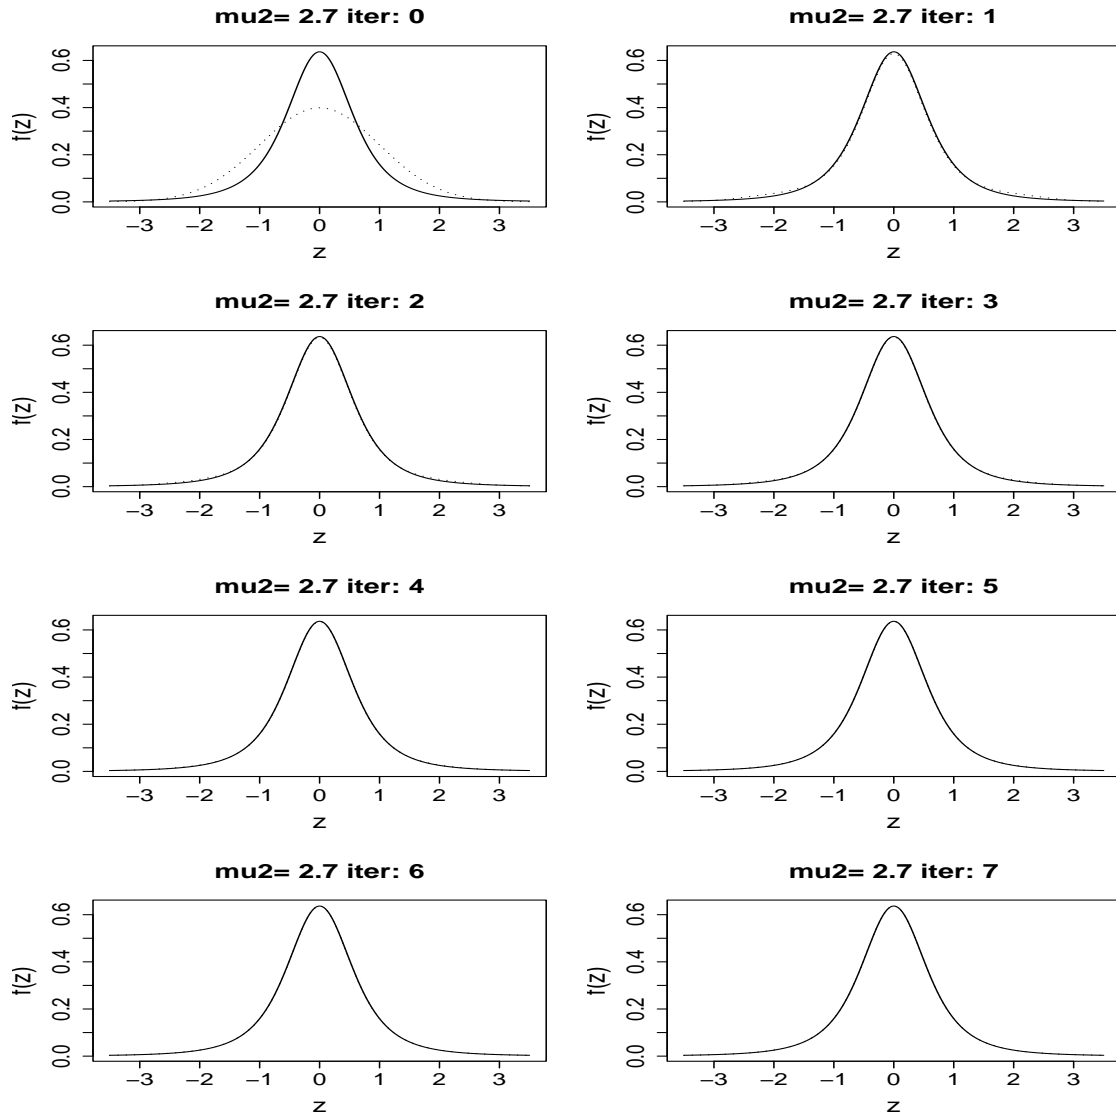 mu2= 2.7 iter: 0
f(z)
0.0 0.2 0.4 0.6
−3 −2 −1 0 1 2 3
z
mu2= 2.7 iter: 1
f(z)
0.0 0.2 0.4 0.6
−3 −2 −1 0 1 2 3
z
mu2= 2.7 iter: 2
f(z)
0.0 0.2 0.4 0.6
−3 −2 −1 0 1 2 3
z
mu2= 2.7 iter: 3
f(z)
0.0 0.2 0.4 0.6
−3 −2 −1 0 1 2 3
z
mu2= 2.7 iter: 4
f(z)
0.0 0.2 0.4 0.6
−3 −2 −1 0 1 2 3
z
mu2= 2.7 iter: 5
f(z)
0.0 0.2 0.4 0.6
−3 −2 −1 0 1 2 3
z
mu2= 2.7 iter: 6
f(z)
0.0 0.2 0.4 0.6
−3 −2 −1 0 1 2 3
z
mu2= 2.7 iter: 7
f(z)
0.0 0.2 0.4 0.6
−3 −2 −1 0 1 2 3
z